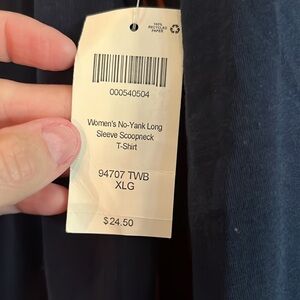 100%
RECYCLED
PAPER
000540504
Women's No-Yank Long
Sleeve Scoopneck
T-Shirt
94707 TWB
XLG
$24.50